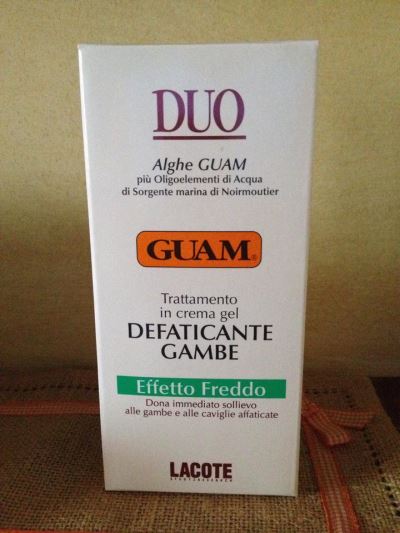 DUO
Alghe GUAM
più Oligoelementi di Acqua
di Sorgente marina di Noirmoutier
GUAM®
Trattamento
in crema gel
DEFATICANTE
GAMBE
Effetto Freddo
Dona immediato sollievo
alle gambe e alle caviglie affaticate
LACOTE